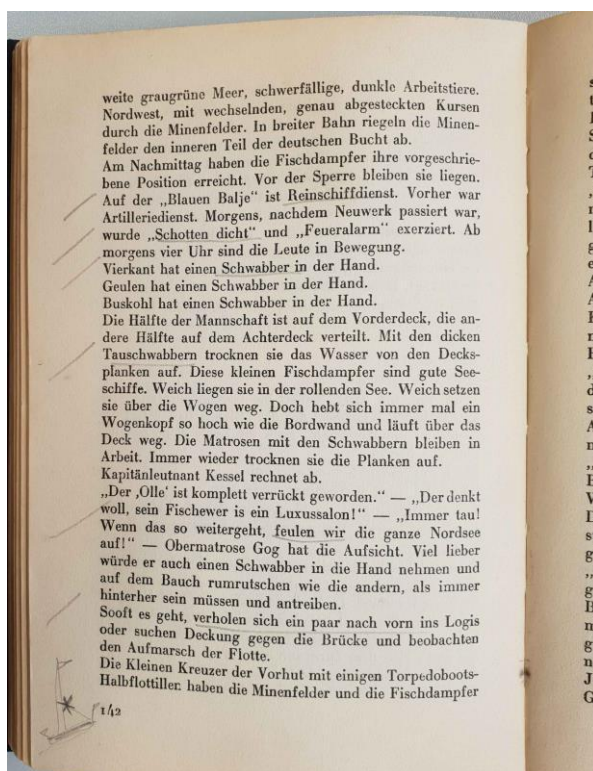 weite graugrüne Meer, schwerfällige, dunkle Arbeitstiere.
Nordwest, mit wechselnden, genau abgesteckten Kursen
durch die Minenfelder. In breiter Bahn riegeln die Minen-
felder den inneren Teil der deutschen Bucht ab.
Am Nachmittag haben die Fischdampfer ihre vorgeschrie-
bene Position erreicht. Vor der Sperre bleiben sie liegen.
Auf der „Blauen Balje“ ist Reinschiffdienst. Vorher war
Artilleriedienst. Morgens, nachdem Neuwerk passiert war,
wurde „Schotten dicht“ und „Feueralarm“ exerziert. Ab
morgens vier Uhr sind die Leute in Bewegung.
Vierkant hat einen Schwabber in der Hand.
Geulen hat einen Schwabber in der Hand.
Buskohl hat einen Schwabber in der Hand.
Die Hälfte der Mannschaft ist auf dem Vorderdeck, die an-
dere Hälfte auf dem Achterdeck verteilt. Mit den dicken
Tauschwabbern trocknen sie das Wasser von den Decks-
planken auf. Diese kleinen Fischdampfer sind gute See-
schiffe. Weich liegen sie in der rollenden See. Weich setzen
sie über die Wogen weg. Doch hebt sich immer mal ein
Wogenkopf so hoch wie die Bordwand und läuft über das
Deck weg. Die Matrosen mit den Schwabbern bleiben in
Arbeit. Immer wieder trocknen sie die Planken auf.
Kapitänleutnant Kessel rechnet ab.
„Der ‚Olle‘ ist komplett verrückt geworden.“ — „Der denkt
woll, sein Fischewer is ein Luxussalon!“ — „Immer tau!
Wenn das so weitergeht, feulen wir die ganze Nordsee
auf!“ — Obermatrose Gog hat die Aufsicht. Viel lieber
würde er auch einen Schwabber in die Hand nehmen und
auf dem Bauch rumrutschen wie die andern, als immer
hinterher sein müssen und antreiben.
Sooft es geht, verholen sich ein paar nach vorn ins Logis
oder suchen Deckung gegen die Brücke und beobachten
den Aufmarsch der Flotte.
Die Kleinen Kreuzer der Vorhut mit einigen Torpedoboots-
Halbflottillen haben die Minenfelder und die Fischdampfer
142